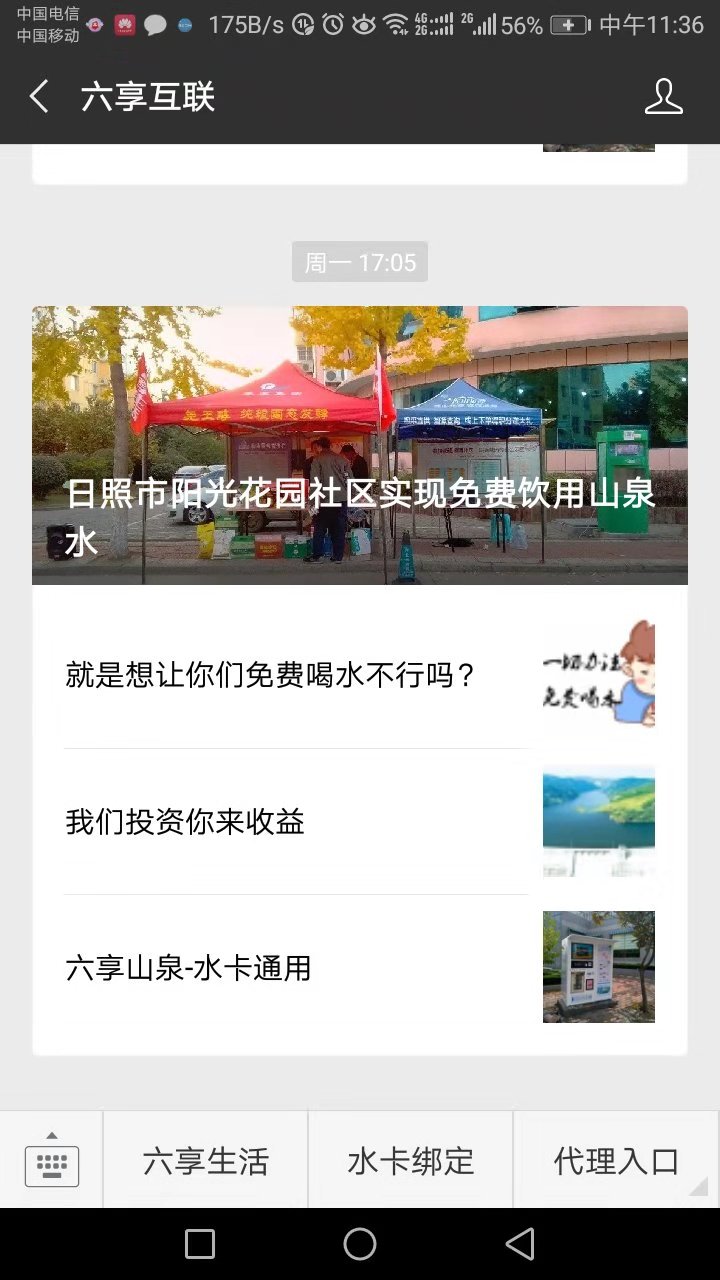 中国电信
中国移动
175B/s
4G
2G
2G
56%
中午11:36
六享互联
周一 17:05
日照市阳光花园社区实现免费饮用山泉
水
就是想让你们免费喝水不行吗?
一切办法
免费喝水
我们投资你来收益
六享山泉-水卡通用
六享生活
水卡绑定
代理入口